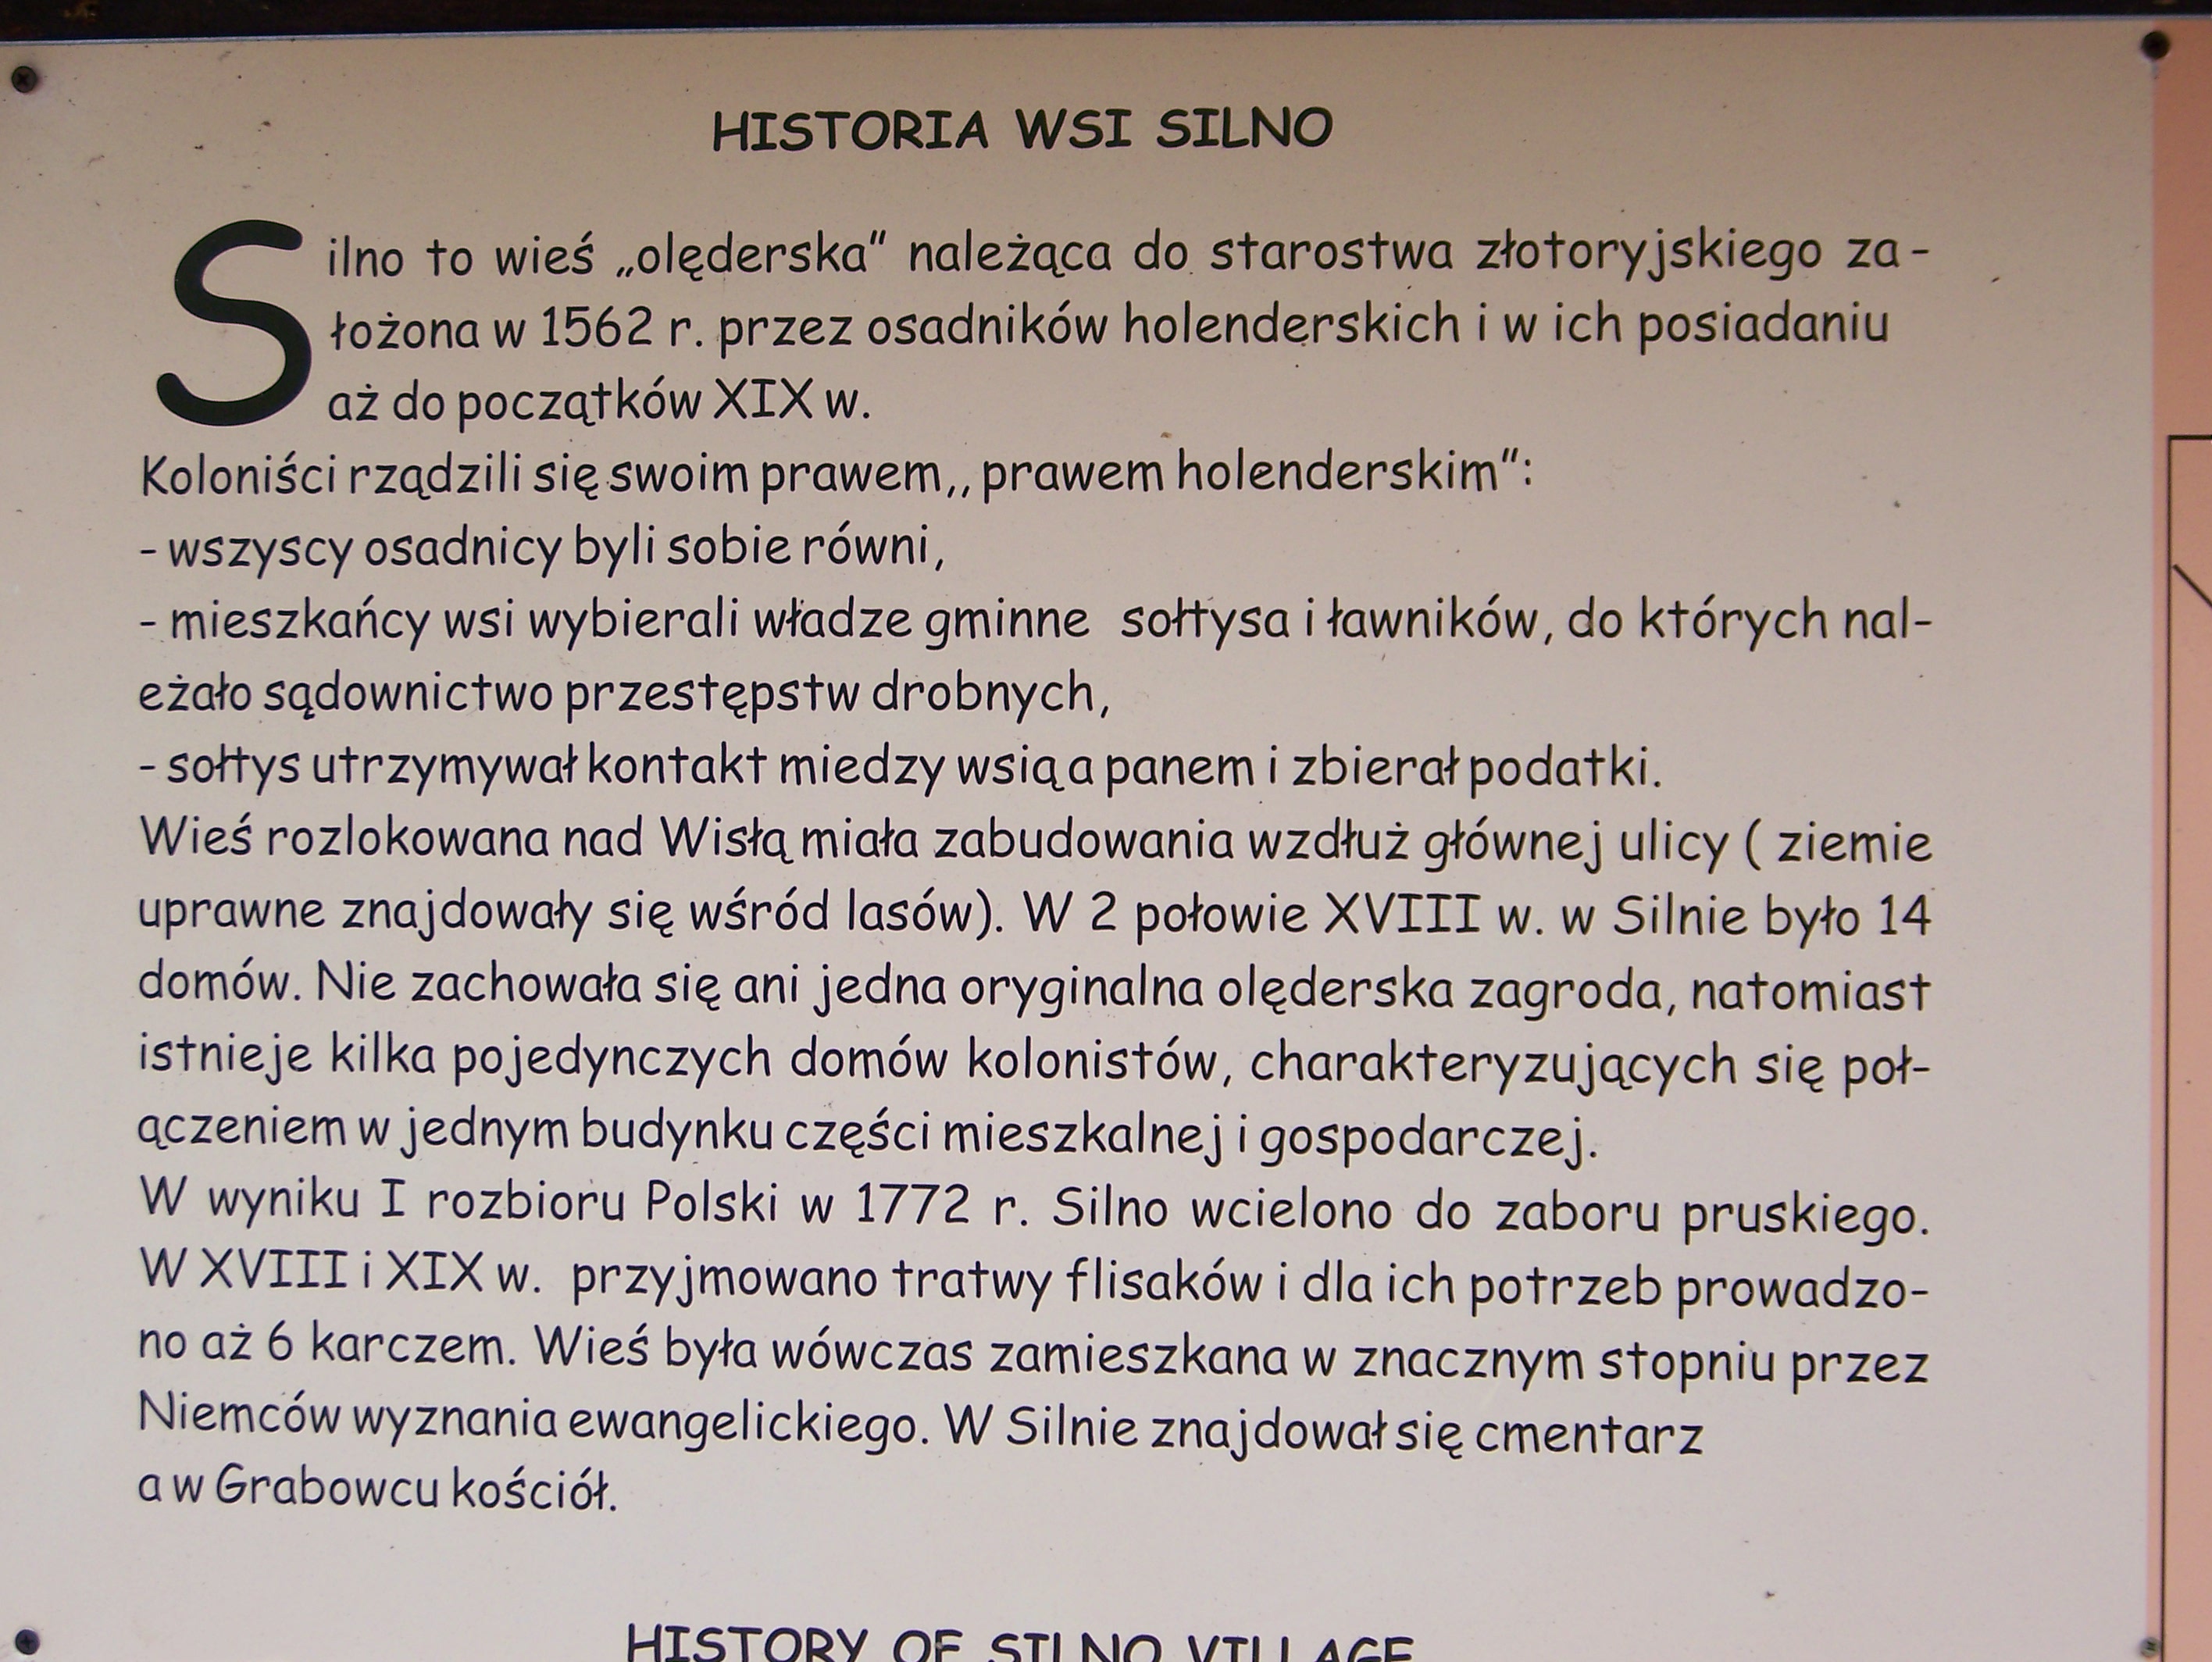 HISTORIA WSI SILNO
Silno to wieś „olęderska" należąca do starostwa złotoryjskiego za-
łożona w 1562 r. przez osadników holenderskich i w ich posiadaniu
aż do początków XIX w.
Koloniści rządzili się swoim prawem,, prawem holenderskim":
- wszyscy osadnicy byli sobie równi,
- mieszkańcy wsi wybierali władze gminne sołtysa i ławników, do których nal-
eżało sądownictwo przestępstw drobnych,
- sołtys utrzymywał kontakt miedzy wsią a panem i zbierał podatki.
Wieś rozlokowana nad Wisłą miała zabudowania wzdłuż głównej ulicy ( ziemie
uprawne znajdowały się wśród lasów). W 2 połowie XVIII w. w Silnie było 14
domów. Nie zachowała się ani jedna oryginalna olęderska zagroda, natomiast
istnieje kilka pojedynczych domów kolonistów, charakteryzujących się poł-
ączeniem w jednym budynku części mieszkalnej i gospodarczej.
W wyniku I rozbioru Polski w 1772 r. Silno wcielono do zaboru pruskiego.
W XVIII i XIX w. przyjmowano tratwy flisaków i dla ich potrzeb prowadzo-
no aż 6 karczem. Wieś była wówczas zamieszkana w znacznym stopniu przez
Niemców wyznania ewangelickiego. W Silnie znajdował się cmentarz
a w Grabowcu kościół.
HISTORY OF SILNO VILLAGE